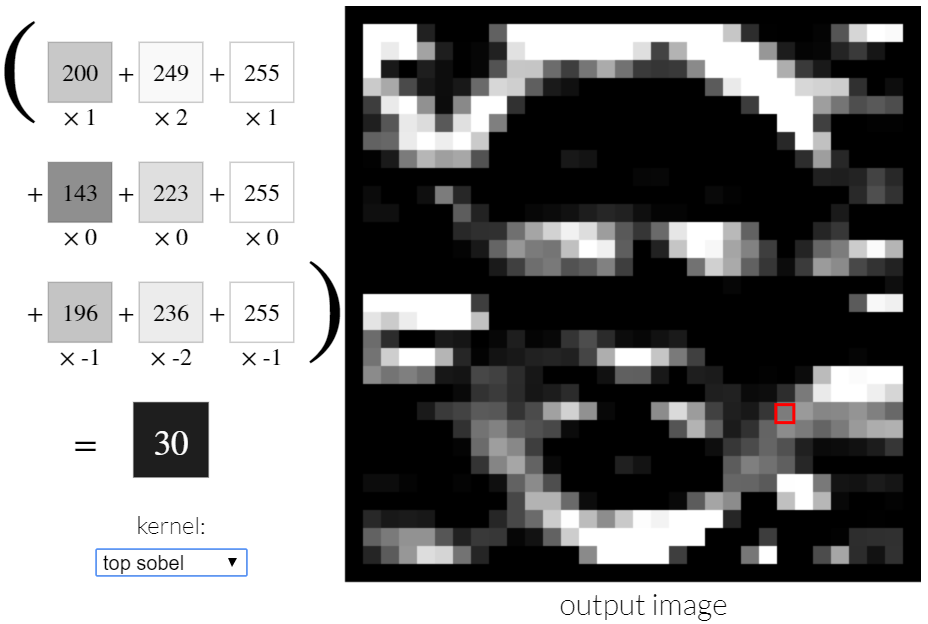 ( 200 + 249 + 255
× 1 × 2 × 1
+ 143 + 223 + 255
× 0 × 0 × 0
+ 196 + 236 + 255 )
× -1 × -2 × -1
= 30
kernel:
top sobel ▼
output image